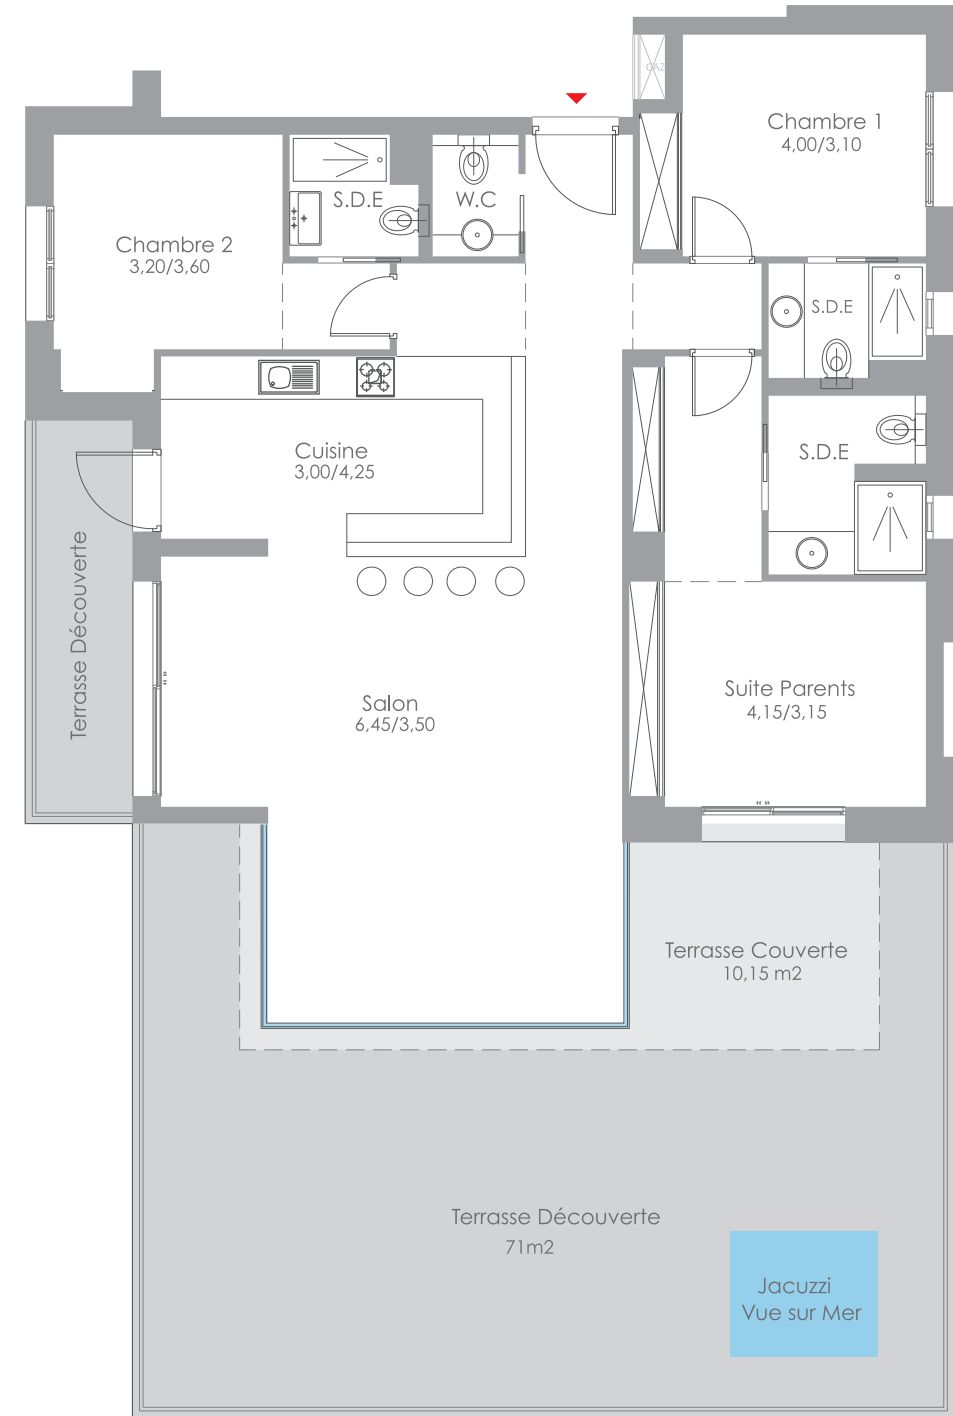 GAZ
Chambre 1
4,00/3,10
S.D.E
W.C
Chambre 2
3,20/3,60
S.D.E
Cuisine
3,00/4,25
S.D.E
Terrasse Découverte
Salon
6,45/3,50
Suite Parents
4,15/3,15
Terrasse Couverte
10,15 m2
Terrasse Découverte
71m2
Jacuzzi
Vue sur Mer